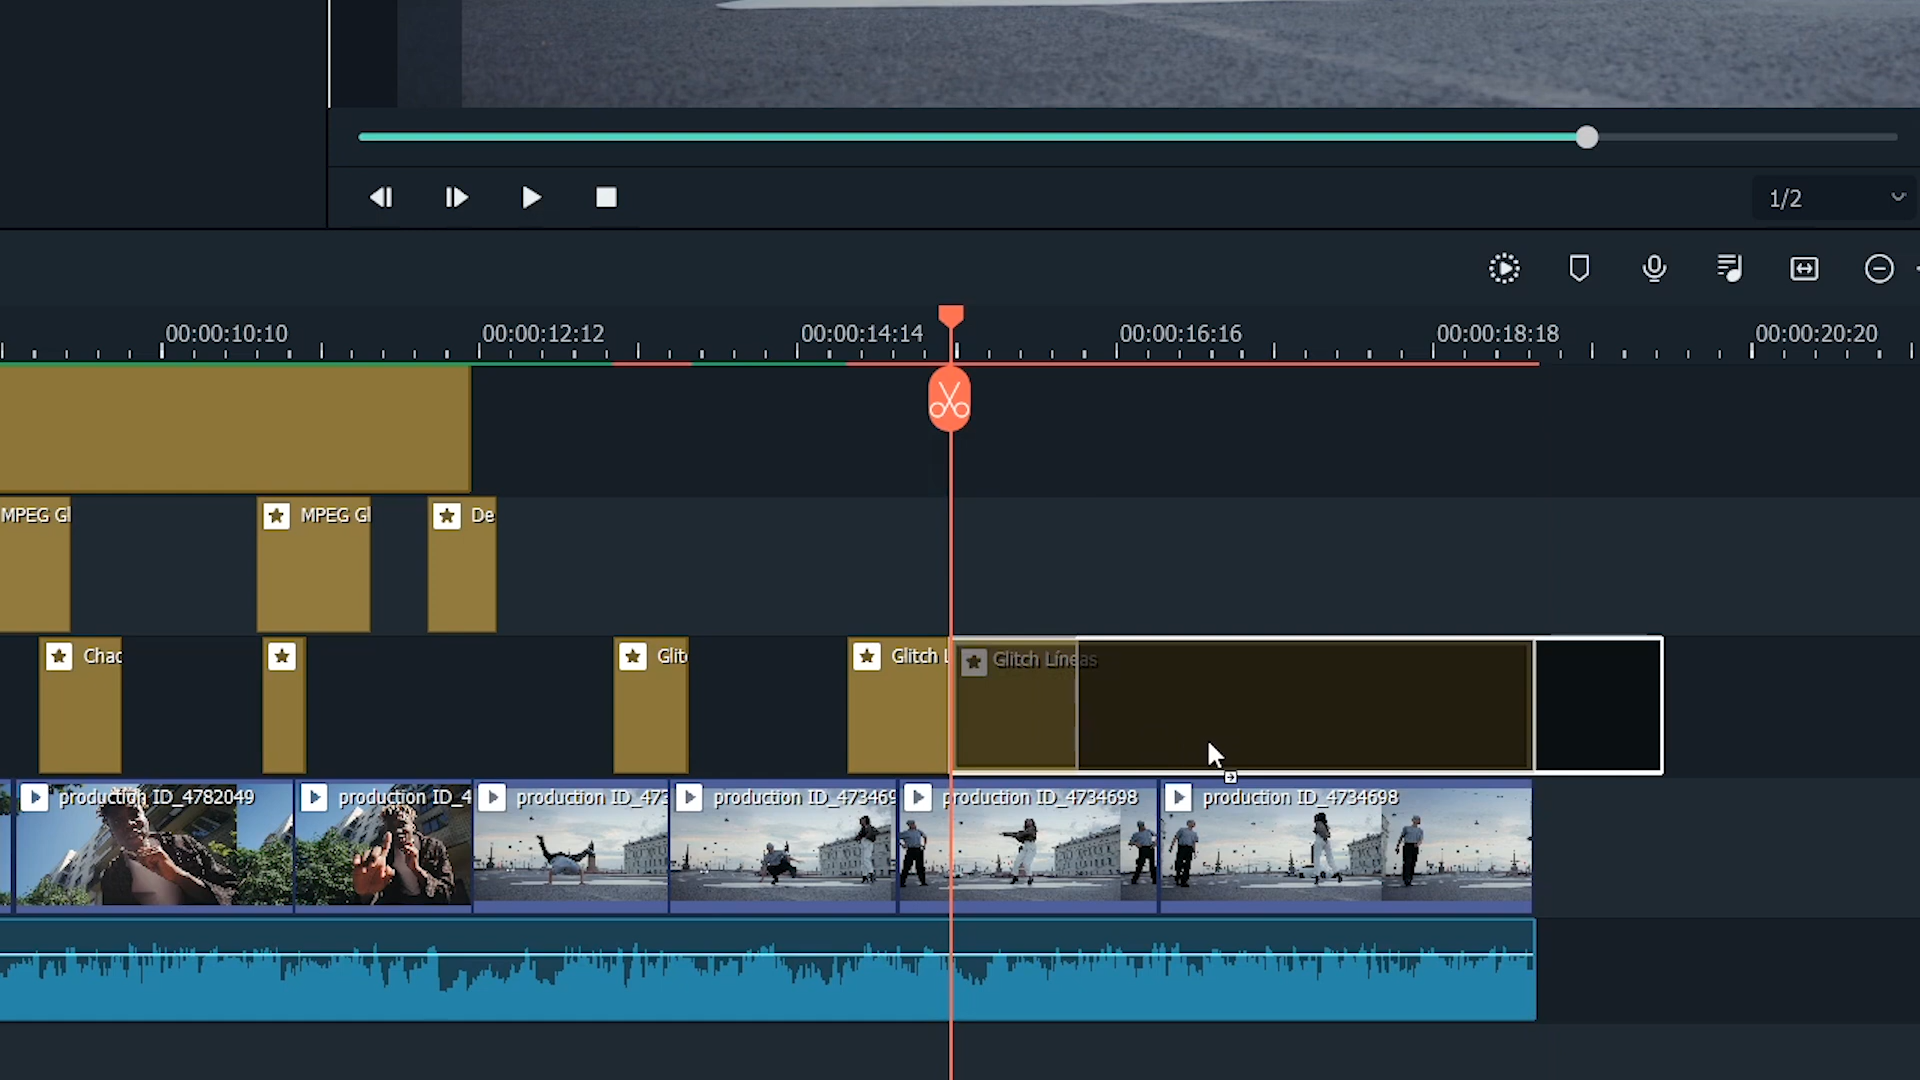 1/2
00:00:10:10
00:00:12:12
00:00:14:14
00:00:16:16
00:00:18:18
00:00:20:20
MPEG Gl
MPEG Gl
De
Chac
Glit
Glitch L
Glitch Líneas
production ID_4782049
production ID_4
production ID_473
production ID_473469
production ID_4734698
production ID_4734698